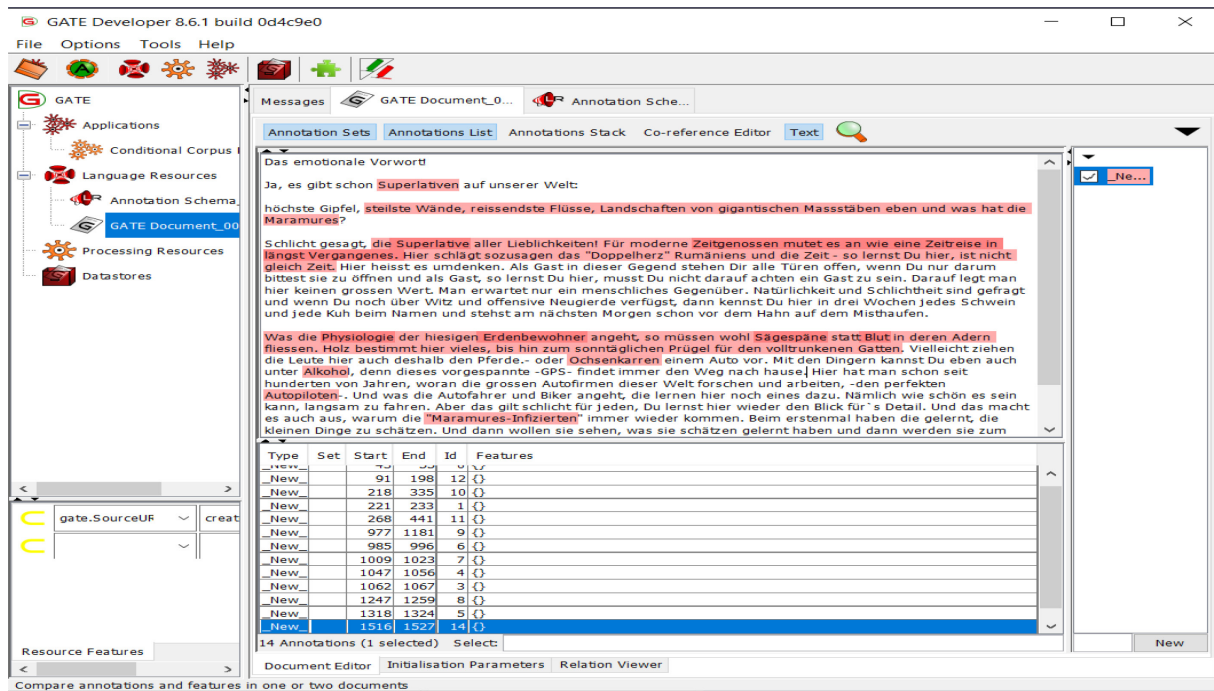 GATE Developer 8.6.1 build 0d4c9e0
File Options Tools Help
GATE
Applications
Conditional Corpus
Language Resources
Annotation Schema_
GATE Document_00
Processing Resources
Datastores
Messages GATE Document_0... Annotation Sche...
Annotation Sets Annotations List Annotations Stack Co-reference Editor Text
Das emotionale Vorwort!
Ja, es gibt schon Superlativen auf unserer Welt:
höchste Gipfel, steilste Wände, reissendste Flüsse, Landschaften von gigantischen Massstäben eben und was hat die
Maramures?
Schlicht gesagt, die Superlative aller Lieblichkeiten! Für moderne Zeitgenossen mutet es an wie eine Zeitreise in
längst Vergangenes. Hier schlägt sozusagen das "Doppelherz" Rumäniens und die Zeit - so lernst Du hier, ist nicht
gleich Zeit. Hier heisst es umdenken. Als Gast in dieser Gegend stehen Dir alle Türen offen, wenn Du nur darum
bittest sie zu öffnen und als Gast, so lernst Du hier, musst Du nicht darauf achten ein Gast zu sein. Darauf legt man
hier keinen grossen Wert. Man erwartet nur ein menschliches Gegenüber. Natürlichkeit und Schlichtheit sind gefragt
und wenn Du noch über Witz und offensive Neugierde verfügst, dann kennst Du hier in drei Wochen jedes Schwein
und jede Kuh beim Namen und stehst am nächsten Morgen schon vor dem Hahn auf dem Misthaufen.
Was die Physiologie der hiesigen Erdenbewohner angeht, so müssen wohl Sägespäne statt Blut in deren Adern
fliessen. Holz bestimmt hier vieles, bis hin zum sonntäglichen Prügel für den volltrunkenen Gatten. Vielleicht ziehen
die Leute hier auch deshalb den Pferde.- oder Ochsenkarren einem Auto vor. Mit den Dingern kannst Du eben auch
unter Alkohol, denn dieses vorgespannte -GPS- findet immer den Weg nach hause. Hier hat man schon seit
hunderten von Jahren, woran die grossen Autofirmen dieser Welt forschen und arbeiten, -den perfekten
Autopiloten-. Und was die Autofahrer und Biker angeht, die lernen hier noch eines dazu. Nämlich wie schön es sein
kann, langsam zu fahren. Aber das gilt schlicht für jeden, Du lernst hier wieder den Blick für`s Detail. Und das macht
es auch aus, warum die "Maramures-Infizierten" immer wieder kommen. Beim erstenmal haben die gelernt, die
kleinen Dinge zu schätzen. Und dann wollen sie sehen, was sie schätzen gelernt haben und dann werden sie zum
_Ne...
Type Set Start End Id Features
_New_ 91 198 12 {}
_New_ 218 335 10 {}
_New_ 221 233 1 {}
_New_ 268 441 11 {}
_New_ 977 1181 9 {}
_New_ 985 996 6 {}
_New_ 1009 1023 7 {}
_New_ 1047 1056 4 {}
_New_ 1062 1067 3 {}
_New_ 1247 1259 8 {}
_New_ 1318 1324 5 {}
_New_ 1516 1527 14 {}
14 Annotations (1 selected) Select:
New
Document Editor Initialisation Parameters Relation Viewer
gate.SourceUR creat
Resource Features
Compare annotations and features in one or two documents